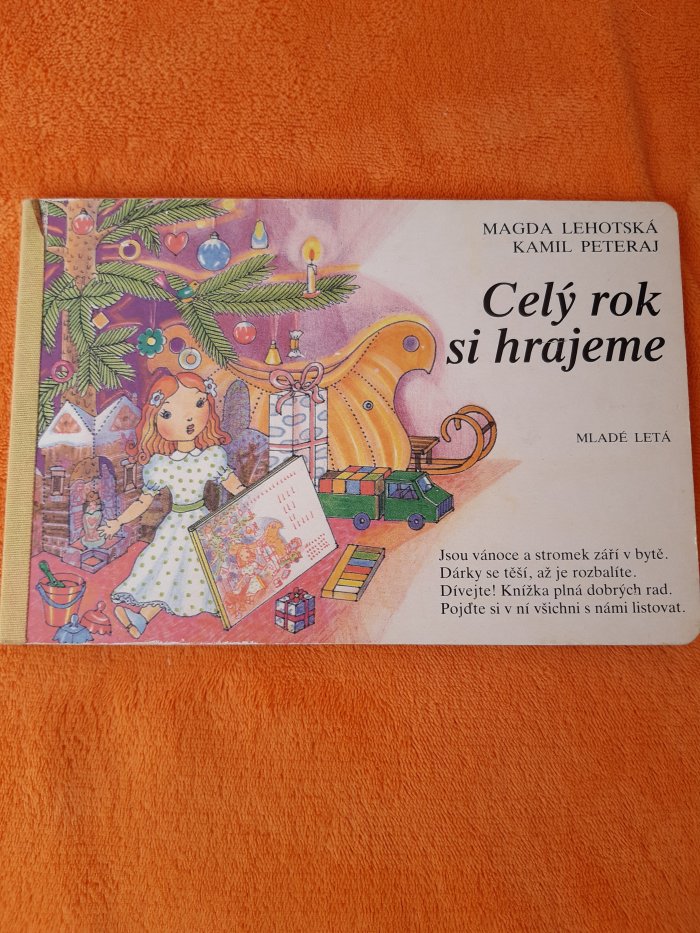 MAGDA LEHOTSKÁ
KAMIL PETERAJ
Celý rok
si hrajeme
MLADÉ LETÁ
Jsou vánoce a stromek září v bytě.
Dárky se těší, až je rozbalíte.
Dívejte! Knížka plná dobrých rad.
Pojďte si v ní všichni s námi listovat.